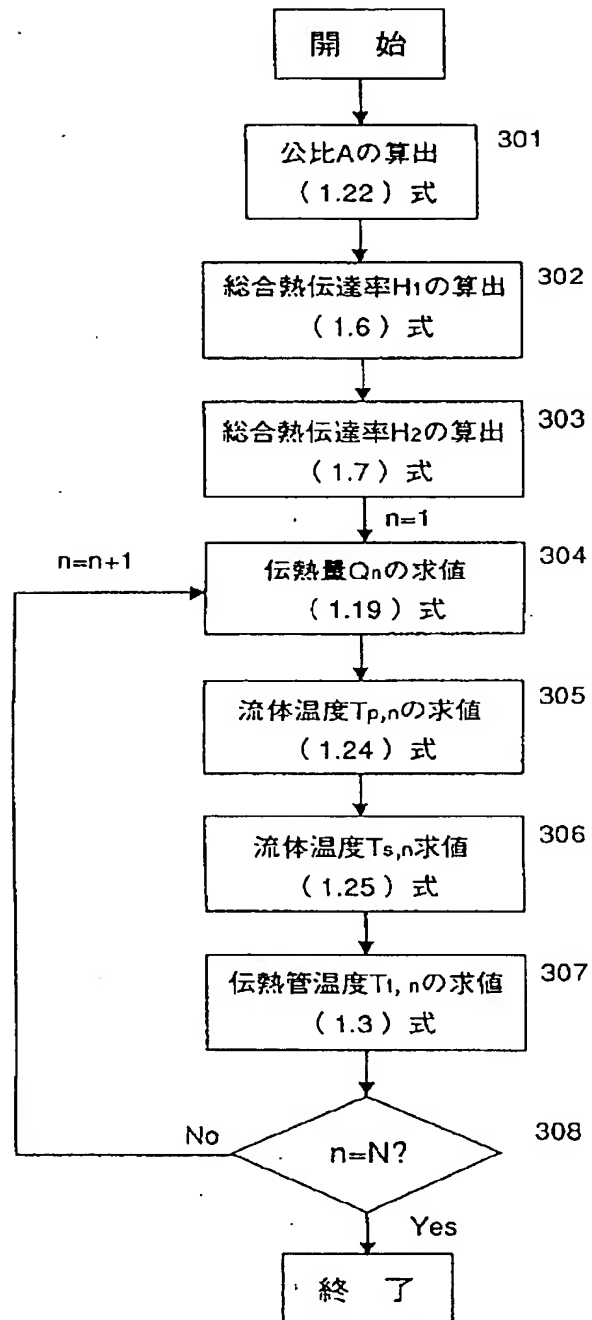 開 始
301
公比Aの算出
(1.22)式
302
総合熱伝達率H1の算出
(1.6)式
303
総合熱伝達率H2の算出
(1.7)式
n=1
n=n+1
304
伝熱量Qnの求値
(1.19)式
305
流体温度Tp,nの求値
(1.24)式
306
流体温度Ts,n求値
(1.25)式
307
伝熱管温度Tt, nの求値
(1.3)式
308
No
n=N?
Yes
終 了